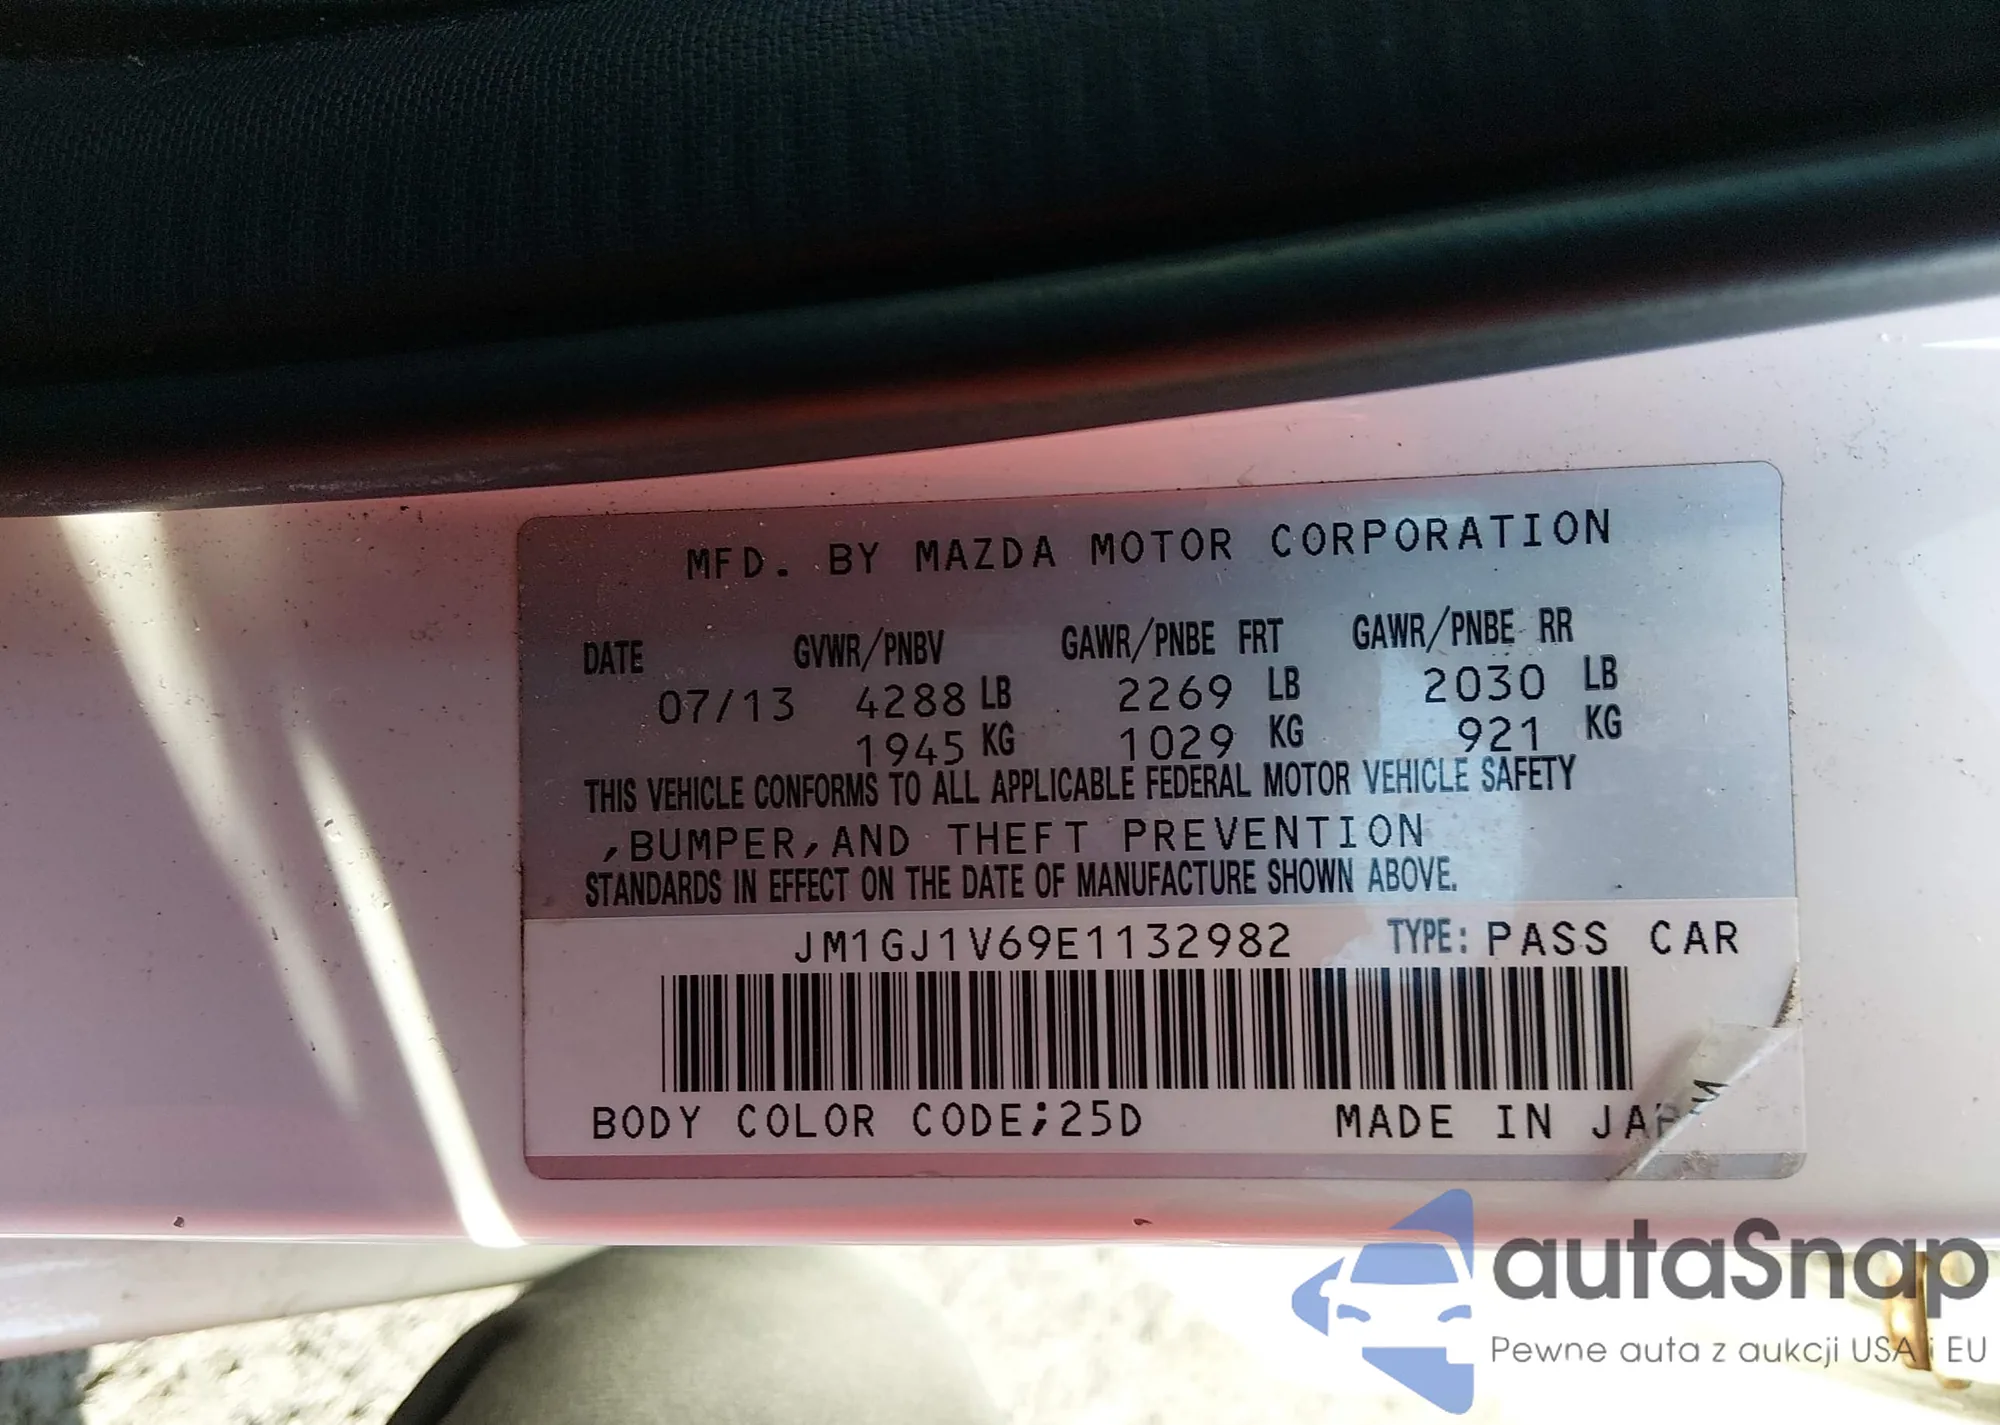 MFD. BY MAZDA MOTOR CORPORATION
DATE GVWR/PNBV GAWR/PNBE FRT GAWR/PNBE RR
07/13 4288 LB 2269 LB 2030 LB
1945 KG 1029 KG 921 KG
THIS VEHICLE CONFORMS TO ALL APPLICABLE FEDERAL MOTOR VEHICLE SAFETY
,BUMPER,AND THEFT PREVENTION
STANDARDS IN EFFECT ON THE DATE OF MANUFACTURE SHOWN ABOVE.
JM1GJ1V69E1132982 TYPE: PASS CAR
BODY COLOR CODE;25D MADE IN JAPAN
autaSnap
Pewne auta z aukcji USA i EU